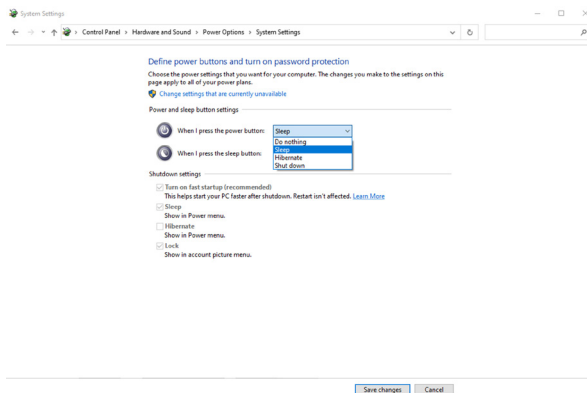 System Settings
Control Panel > Hardware and Sound > Power Options > System Settings
Define power buttons and turn on password protection
Choose the power settings that you want for your computer. The changes you make to the settings on this
page apply to all of your power plans.
Change settings that are currently unavailable
Power and sleep button settings
When I press the power button: Sleep
Do nothing
Sleep
When I press the sleep button:
Hibernate
Shut down
Shutdown settings
Turn on fast startup (recommended)
This helps start your PC faster after shutdown. Restart isn't affected. Learn More
Sleep
Show in Power menu.
Hibernate
Show in Power menu.
Lock
Show in account picture menu.
Save changes Cancel